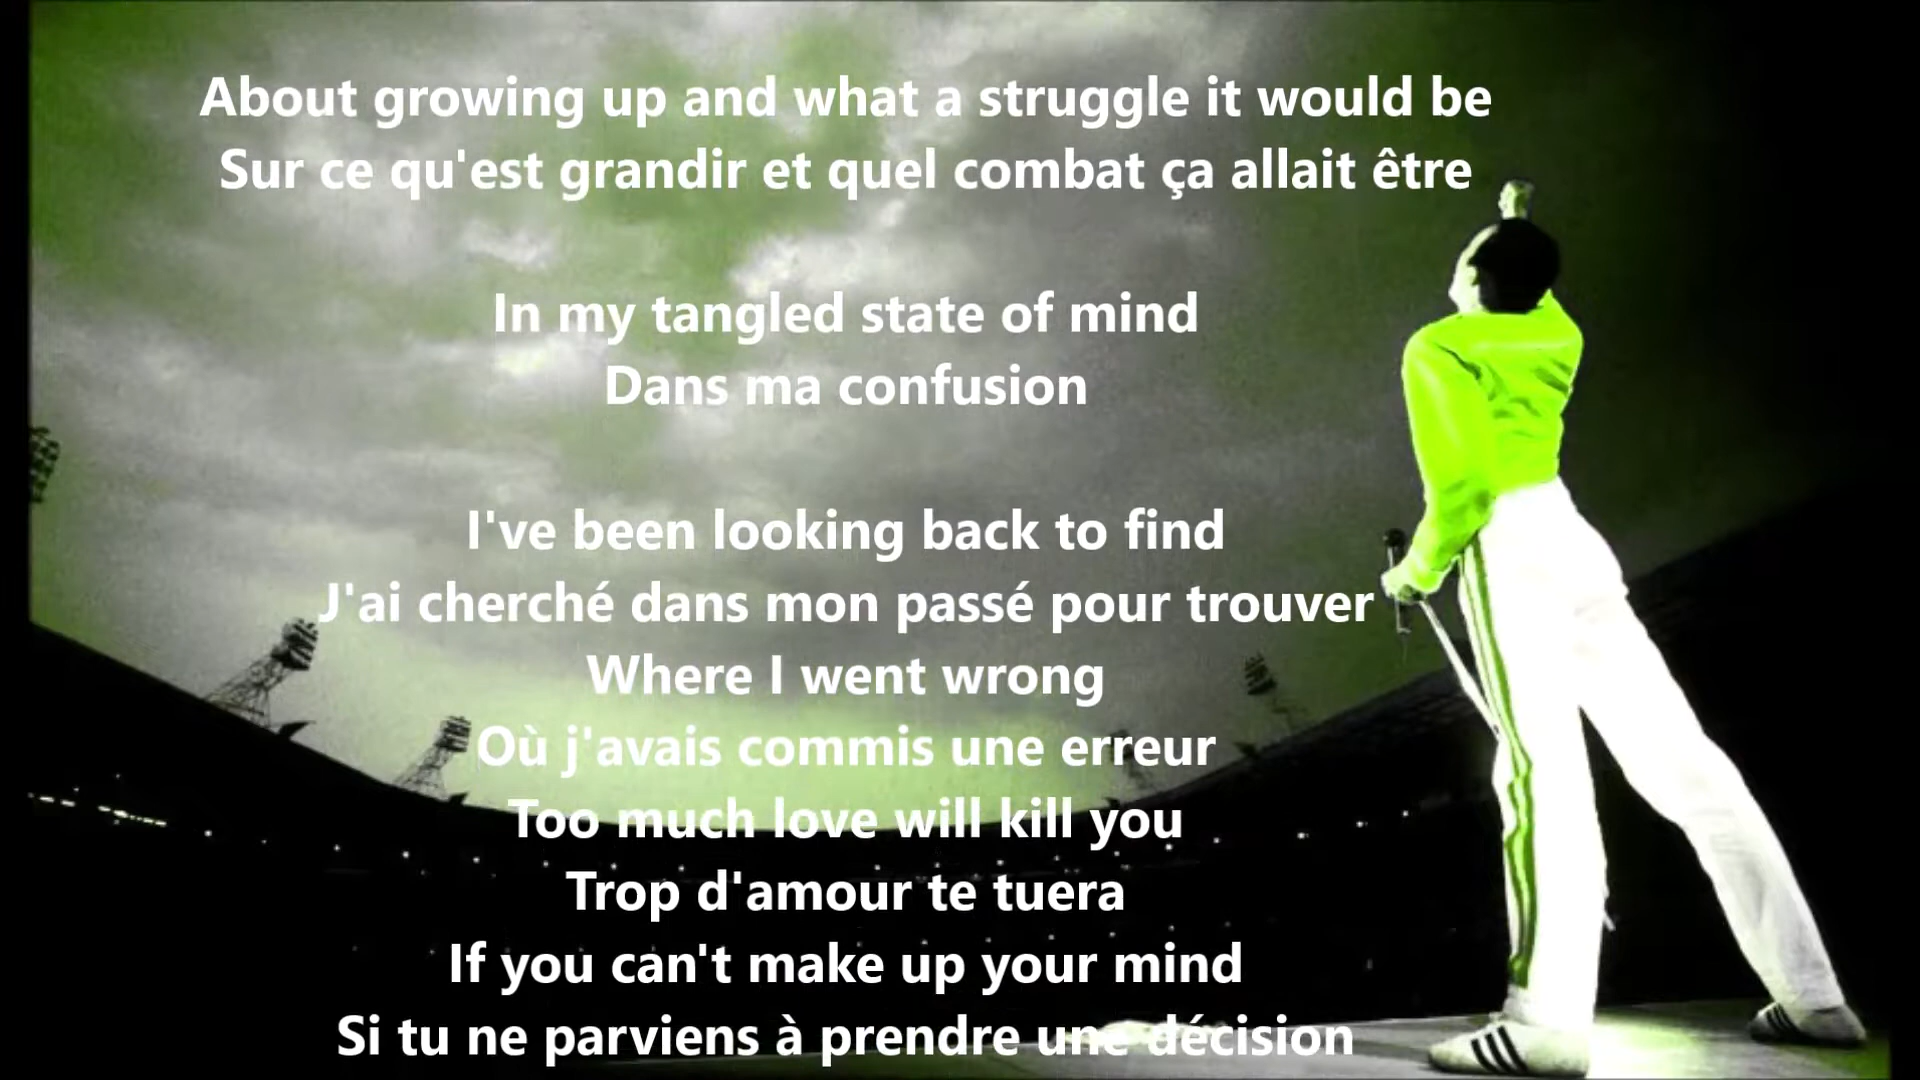 About growing up and what a struggle it would be
Sur ce qu'est grandir et quel combat ça allait être
In my tangled state of mind
Dans ma confusion
I've been looking back to find
J'ai cherché dans mon passé pour trouver
Where I went wrong
Où j'avais commis une erreur
Too much love will kill you
Trop d'amour te tuera
If you can't make up your mind
Si tu ne parviens à prendre une décision